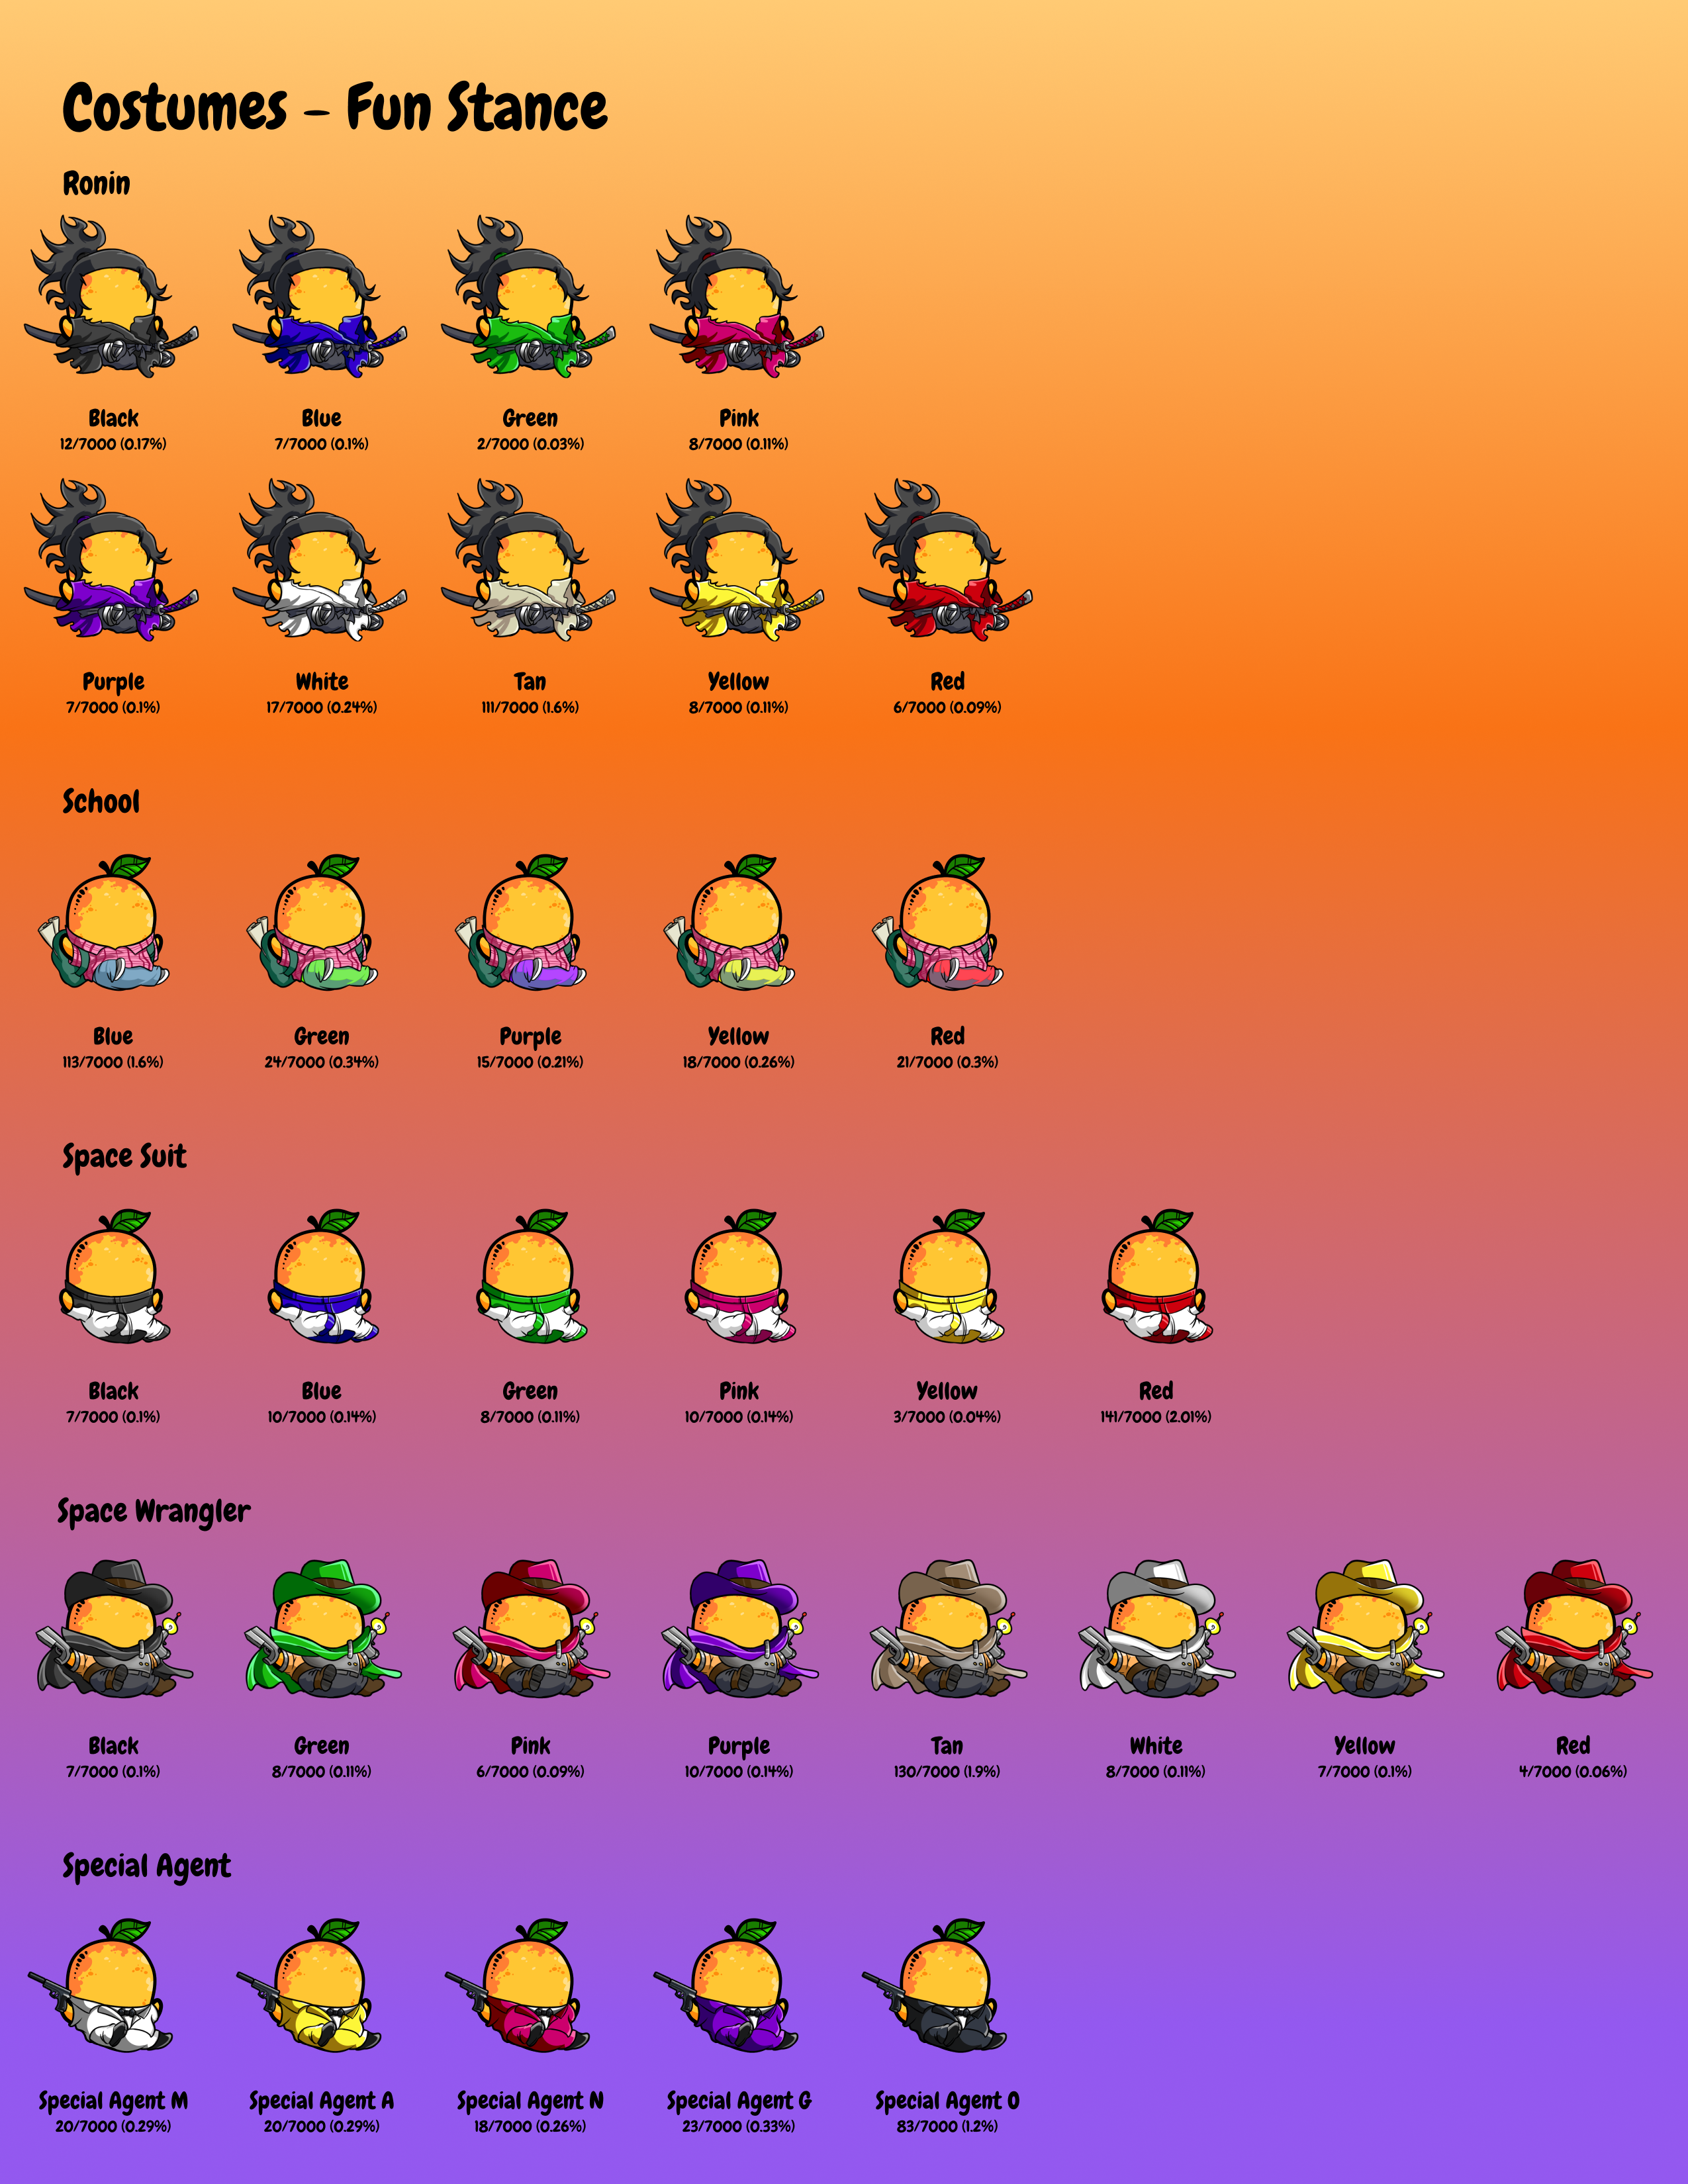 Costumes – Fun Stance
Ronin
Black Blue Green Pink
12/7000 (0.17%) 7/7000 (0.1%) 2/7000 (0.03%) 8/7000 (0.11%)
Purple White Tan Yellow Red
7/7000 (0.1%) 17/7000 (0.24%) 111/7000 (1.6%) 8/7000 (0.11%) 6/7000 (0.09%)
School
Blue Green Purple Yellow Red
113/7000 (1.6%) 24/7000 (0.34%) 15/7000 (0.21%) 18/7000 (0.26%) 21/7000 (0.3%)
Space Suit
Black Blue Green Pink Yellow Red
7/7000 (0.1%) 10/7000 (0.14%) 8/7000 (0.11%) 10/7000 (0.14%) 3/7000 (0.04%) 141/7000 (2.01%)
Space Wrangler
Black Green Pink Purple Tan White Yellow Red
7/7000 (0.1%) 8/7000 (0.11%) 6/7000 (0.09%) 10/7000 (0.14%) 130/7000 (1.9%) 8/7000 (0.11%) 7/7000 (0.1%) 4/7000 (0.06%)
Special Agent
Special Agent M Special Agent A Special Agent N Special Agent G Special Agent O
20/7000 (0.29%) 20/7000 (0.29%) 18/7000 (0.26%) 23/7000 (0.33%) 83/7000 (1.2%)